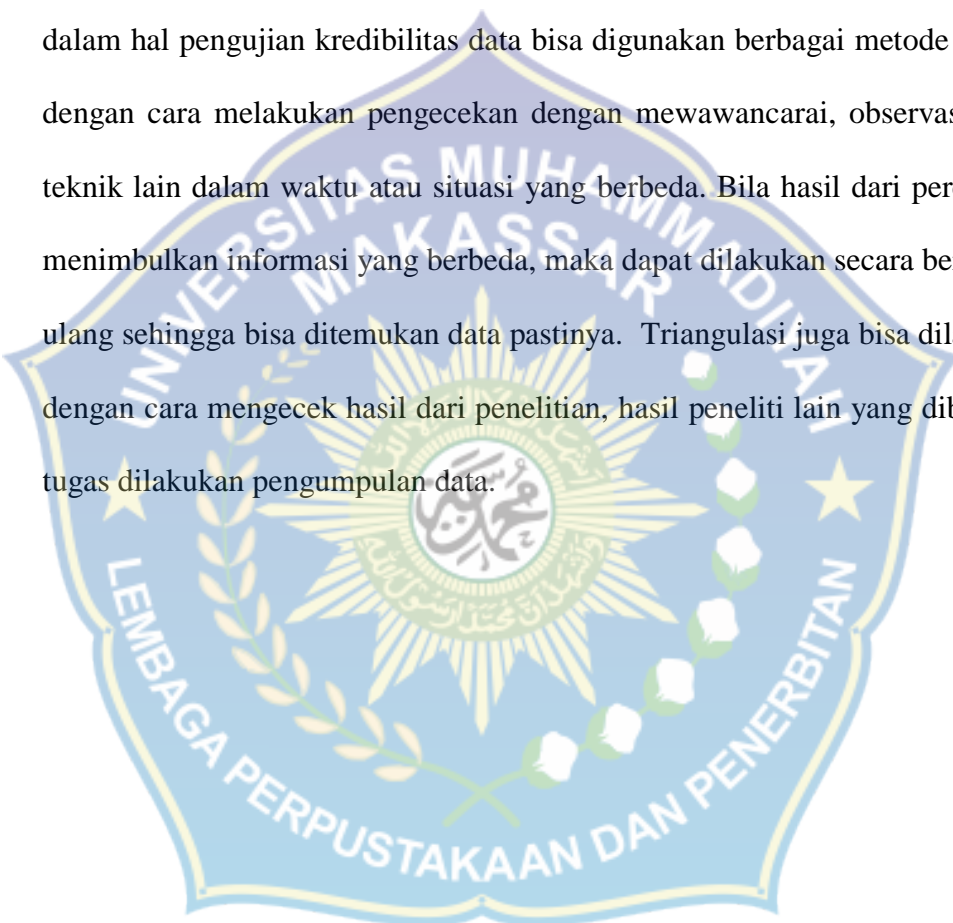 dalam hal pengujian kredibilitas data bisa digunakan berbagai metode
dengan cara melakukan pengecekan dengan mewawancarai, observas
teknik lain dalam waktu atau situasi yang berbeda. Bila hasil dari per
menimbulkan informasi yang berbeda, maka dapat dilakukan secara be
ulang sehingga bisa ditemukan data pastinya. Triangulasi juga bisa dil
dengan cara mengecek hasil dari penelitian, hasil peneliti lain yang dib
tugas dilakukan pengumpulan data.
UNIVERSITAS MUHAMMADIYAH
MAKASSAR
محمد
LEMBAGA PERPUSTAKAAN DAN PENERBITAN